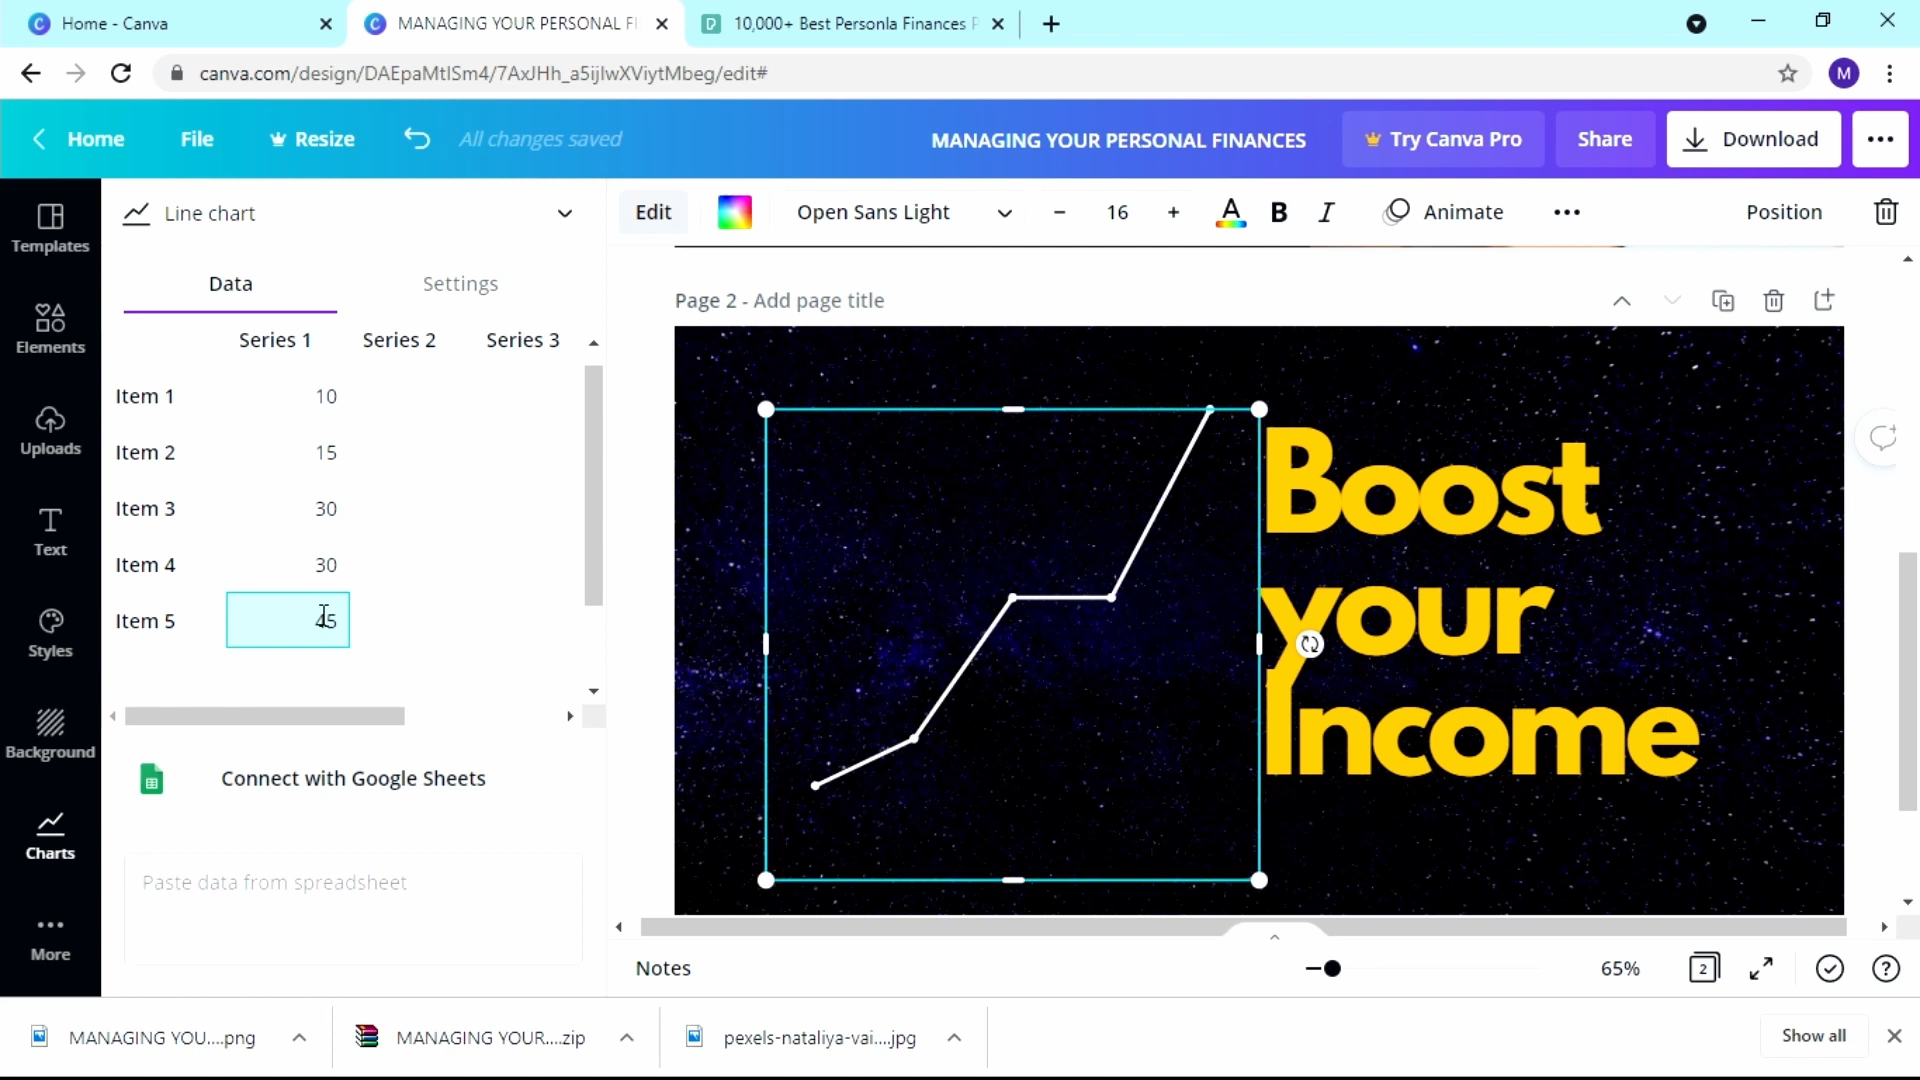 Home - Canva
MANAGING YOUR PERSONAL FI
10,000+ Best Personla Finances P
canva.com/design/DAEpaMtISm4/7AxJHh_a5ijlwXViytMbeg/edit#
M
Home
File
Resize
All changes saved
MANAGING YOUR PERSONAL FINANCES
Try Canva Pro
Share
Download
Templates
Elements
Uploads
Text
Styles
Background
Charts
More
Line chart
Data
Settings
Series 1
Series 2
Series 3
Item 1 10
Item 2 15
Item 3 30
Item 4 30
Item 5 45
Connect with Google Sheets
Paste data from spreadsheet
Edit
Open Sans Light
16
A
B
I
Animate
Position
Page 2 - Add page title
Boost
your
Income
Notes
65%
2
MANAGING YOU....png
MANAGING YOUR....zip
pexels-nataliya-vai....jpg
Show all